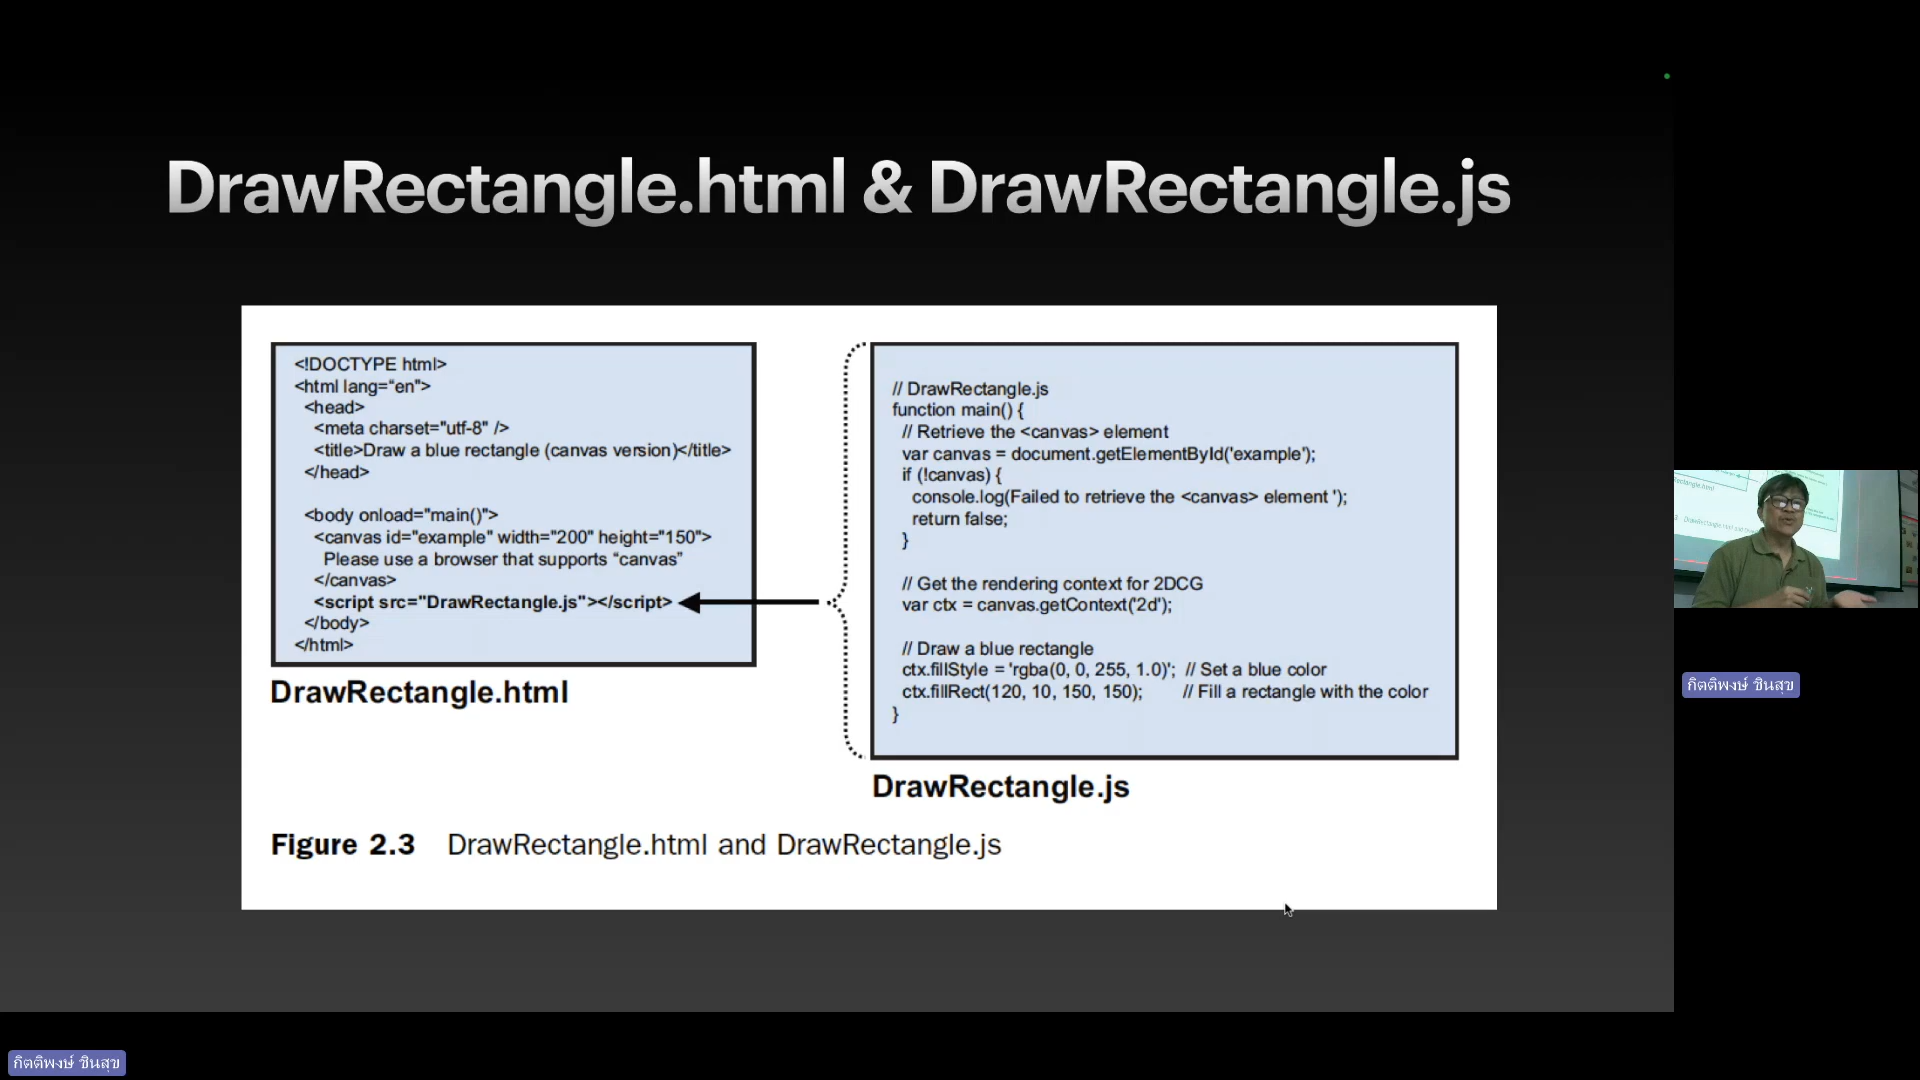 DrawRectangle.html & DrawRectangle.js
<!DOCTYPE html>
<html lang=“en">
<head>
<meta charset="utf-8" />
<title>Draw a blue rectangle (canvas version)</title>
</head>
<body onload="main()">
<canvas id="example" width="200" height="150">
Please use a browser that supports “canvas”
</canvas>
<script src="DrawRectangle.js"></script>
</body>
</html>
DrawRectangle.html
// DrawRectangle.js
function main() {
// Retrieve the <canvas> element
var canvas = document.getElementById('example');
if (!canvas) {
console.log(Failed to retrieve the <canvas> element ');
return false;
}
// Get the rendering context for 2DCG
var ctx = canvas.getContext('2d');
// Draw a blue rectangle
ctx.fillStyle = 'rgba(0, 0, 255, 1.0)'; // Set a blue color
ctx.fillRect(120, 10, 150, 150); // Fill a rectangle with the color
}
DrawRectangle.js
Figure 2.3 DrawRectangle.html and DrawRectangle.js
กิตติพงษ์ ชินสุข
กิตติพงษ์ ชินสุข